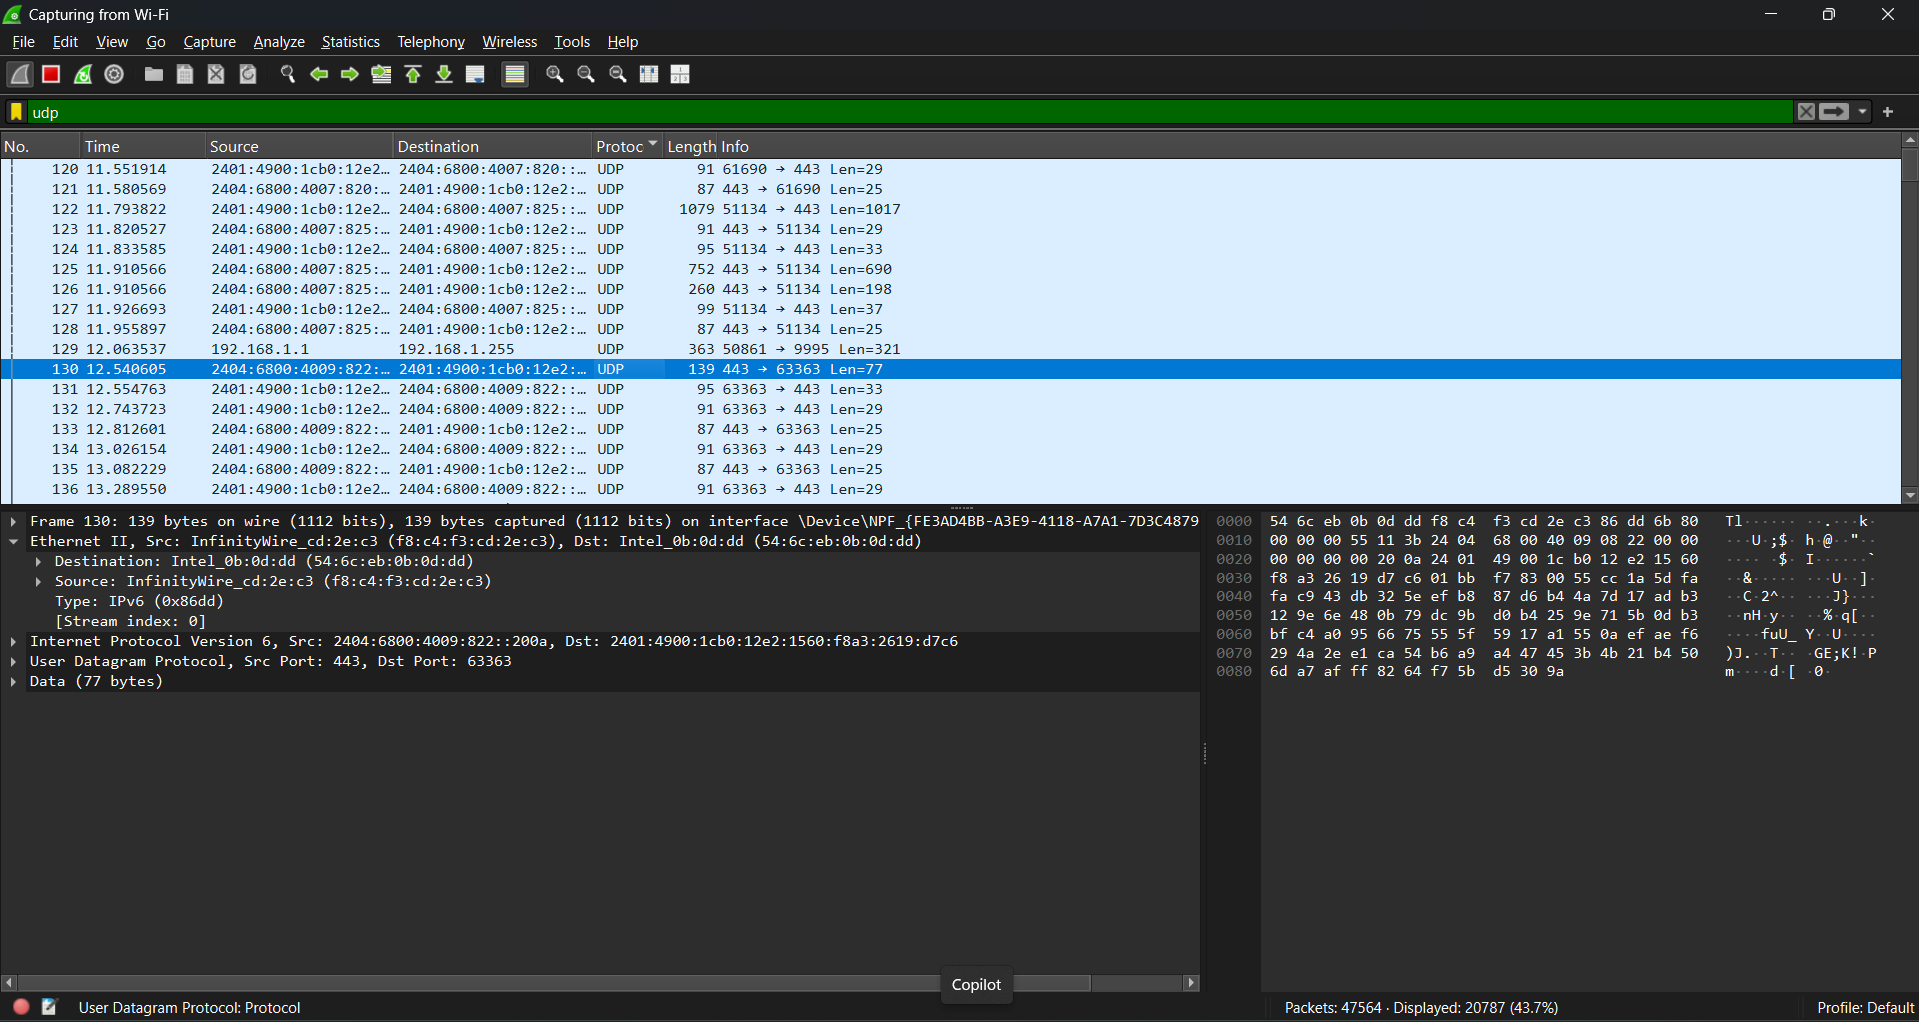 Capturing from Wi-Fi
File Edit View Go Capture Analyze Statistics Telephony Wireless Tools Help
udp
No. Time Source Destination Protoc Length Info
120 11.551914 2401:4900:1cb0:12e2… 2404:6800:4007:820::… UDP 91 61690 → 443 Len=29
121 11.580569 2404:6800:4007:820:… 2401:4900:1cb0:12e2:… UDP 87 443 → 61690 Len=25
122 11.793822 2401:4900:1cb0:12e2… 2404:6800:4007:825::… UDP 1079 51134 → 443 Len=1017
123 11.820527 2404:6800:4007:825:… 2401:4900:1cb0:12e2:… UDP 91 443 → 51134 Len=29
124 11.833585 2401:4900:1cb0:12e2… 2404:6800:4007:825::… UDP 95 51134 → 443 Len=33
125 11.910566 2404:6800:4007:825:… 2401:4900:1cb0:12e2:… UDP 752 443 → 51134 Len=690
126 11.910566 2404:6800:4007:825:… 2401:4900:1cb0:12e2:… UDP 260 443 → 51134 Len=198
127 11.926693 2401:4900:1cb0:12e2… 2404:6800:4007:825::… UDP 99 51134 → 443 Len=37
128 11.955897 2404:6800:4007:825:… 2401:4900:1cb0:12e2:… UDP 87 443 → 51134 Len=25
129 12.063537 192.168.1.1 192.168.1.255 UDP 363 50861 → 9995 Len=321
130 12.540605 2404:6800:4009:822:… 2401:4900:1cb0:12e2:… UDP 139 443 → 63363 Len=77
131 12.554763 2401:4900:1cb0:12e2… 2404:6800:4009:822::… UDP 95 63363 → 443 Len=33
132 12.743723 2401:4900:1cb0:12e2… 2404:6800:4009:822::… UDP 91 63363 → 443 Len=29
133 12.812601 2404:6800:4009:822:… 2401:4900:1cb0:12e2:… UDP 87 443 → 63363 Len=25
134 13.026154 2401:4900:1cb0:12e2… 2404:6800:4009:822::… UDP 91 63363 → 443 Len=29
135 13.082229 2404:6800:4009:822:… 2401:4900:1cb0:12e2:… UDP 87 443 → 63363 Len=25
136 13.289550 2401:4900:1cb0:12e2… 2404:6800:4009:822::… UDP 91 63363 → 443 Len=29
Frame 130: 139 bytes on wire (1112 bits), 139 bytes captured (1112 bits) on interface \Device\NPF_{FE3AD4BB-A3E9-4118-A7A1-7D3C4879
Ethernet II, Src: InfinityWire_cd:2e:c3 (f8:c4:f3:cd:2e:c3), Dst: Intel_0b:0d:dd (54:6c:eb:0b:0d:dd)
Destination: Intel_0b:0d:dd (54:6c:eb:0b:0d:dd)
Source: InfinityWire_cd:2e:c3 (f8:c4:f3:cd:2e:c3)
Type: IPv6 (0x86dd)
[Stream index: 0]
Internet Protocol Version 6, Src: 2404:6800:4009:822::200a, Dst: 2401:4900:1cb0:12e2:1560:f8a3:2619:d7c6
User Datagram Protocol, Src Port: 443, Dst Port: 63363
Data (77 bytes)
0000 54 6c eb 0b 0d dd f8 c4 f3 cd 2e c3 86 dd 6b 80 Tl······ ··.···k·
0010 00 00 00 55 11 3b 24 04 68 00 40 09 08 22 00 00 ···U·;$· h·@··"··
0020 00 00 00 00 20 0a 24 01 49 00 1c b0 12 e2 15 60 ···· ·$· I······`
0030 f8 a3 26 19 d7 c6 01 bb f7 83 00 55 cc 1a 5d fa ··&····· ···U··]·
0040 fa c9 43 db 32 5e ef b8 87 d6 b4 4a 7d 17 ad b3 ··C·2^·· ···J}···
0050 12 9e 6e 48 0b 79 dc 9b d0 b4 25 9e 71 5b 0d b3 ··nH·y·· ··%·q[··
0060 bf c4 a0 95 66 75 55 5f 59 17 a1 55 0a ef ae f6 ····fuU_ Y··U····
0070 29 4a 2e e1 ca 54 b6 a9 a4 47 45 3b 4b 21 b4 50 )J.··T·· ·GE;K!·P
0080 6d a7 af ff 82 64 f7 5b d5 30 9a m····d·[ ·0·
Copilot
User Datagram Protocol: Protocol
Packets: 47564 · Displayed: 20787 (43.7%)
Profile: Default